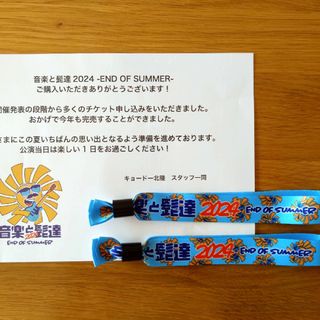 音楽と髭達 2024 -END OF SUMMER-
ご購入いただきありがとうございます！
開催発表の段階から多くのチケット申し込みをいただきました。
おかげで今年も完売することができました。
さまにこの夏いちばんの思い出となるよう準備を進めております。
公演当日は楽しい１日をお過ごしください！
キョードー北陸　スタッフ一同
音楽と髭達
END OF SUMMER
音楽と髭達 2024 END OF SUMMER
音楽と髭達 2024 END OF SUMMER